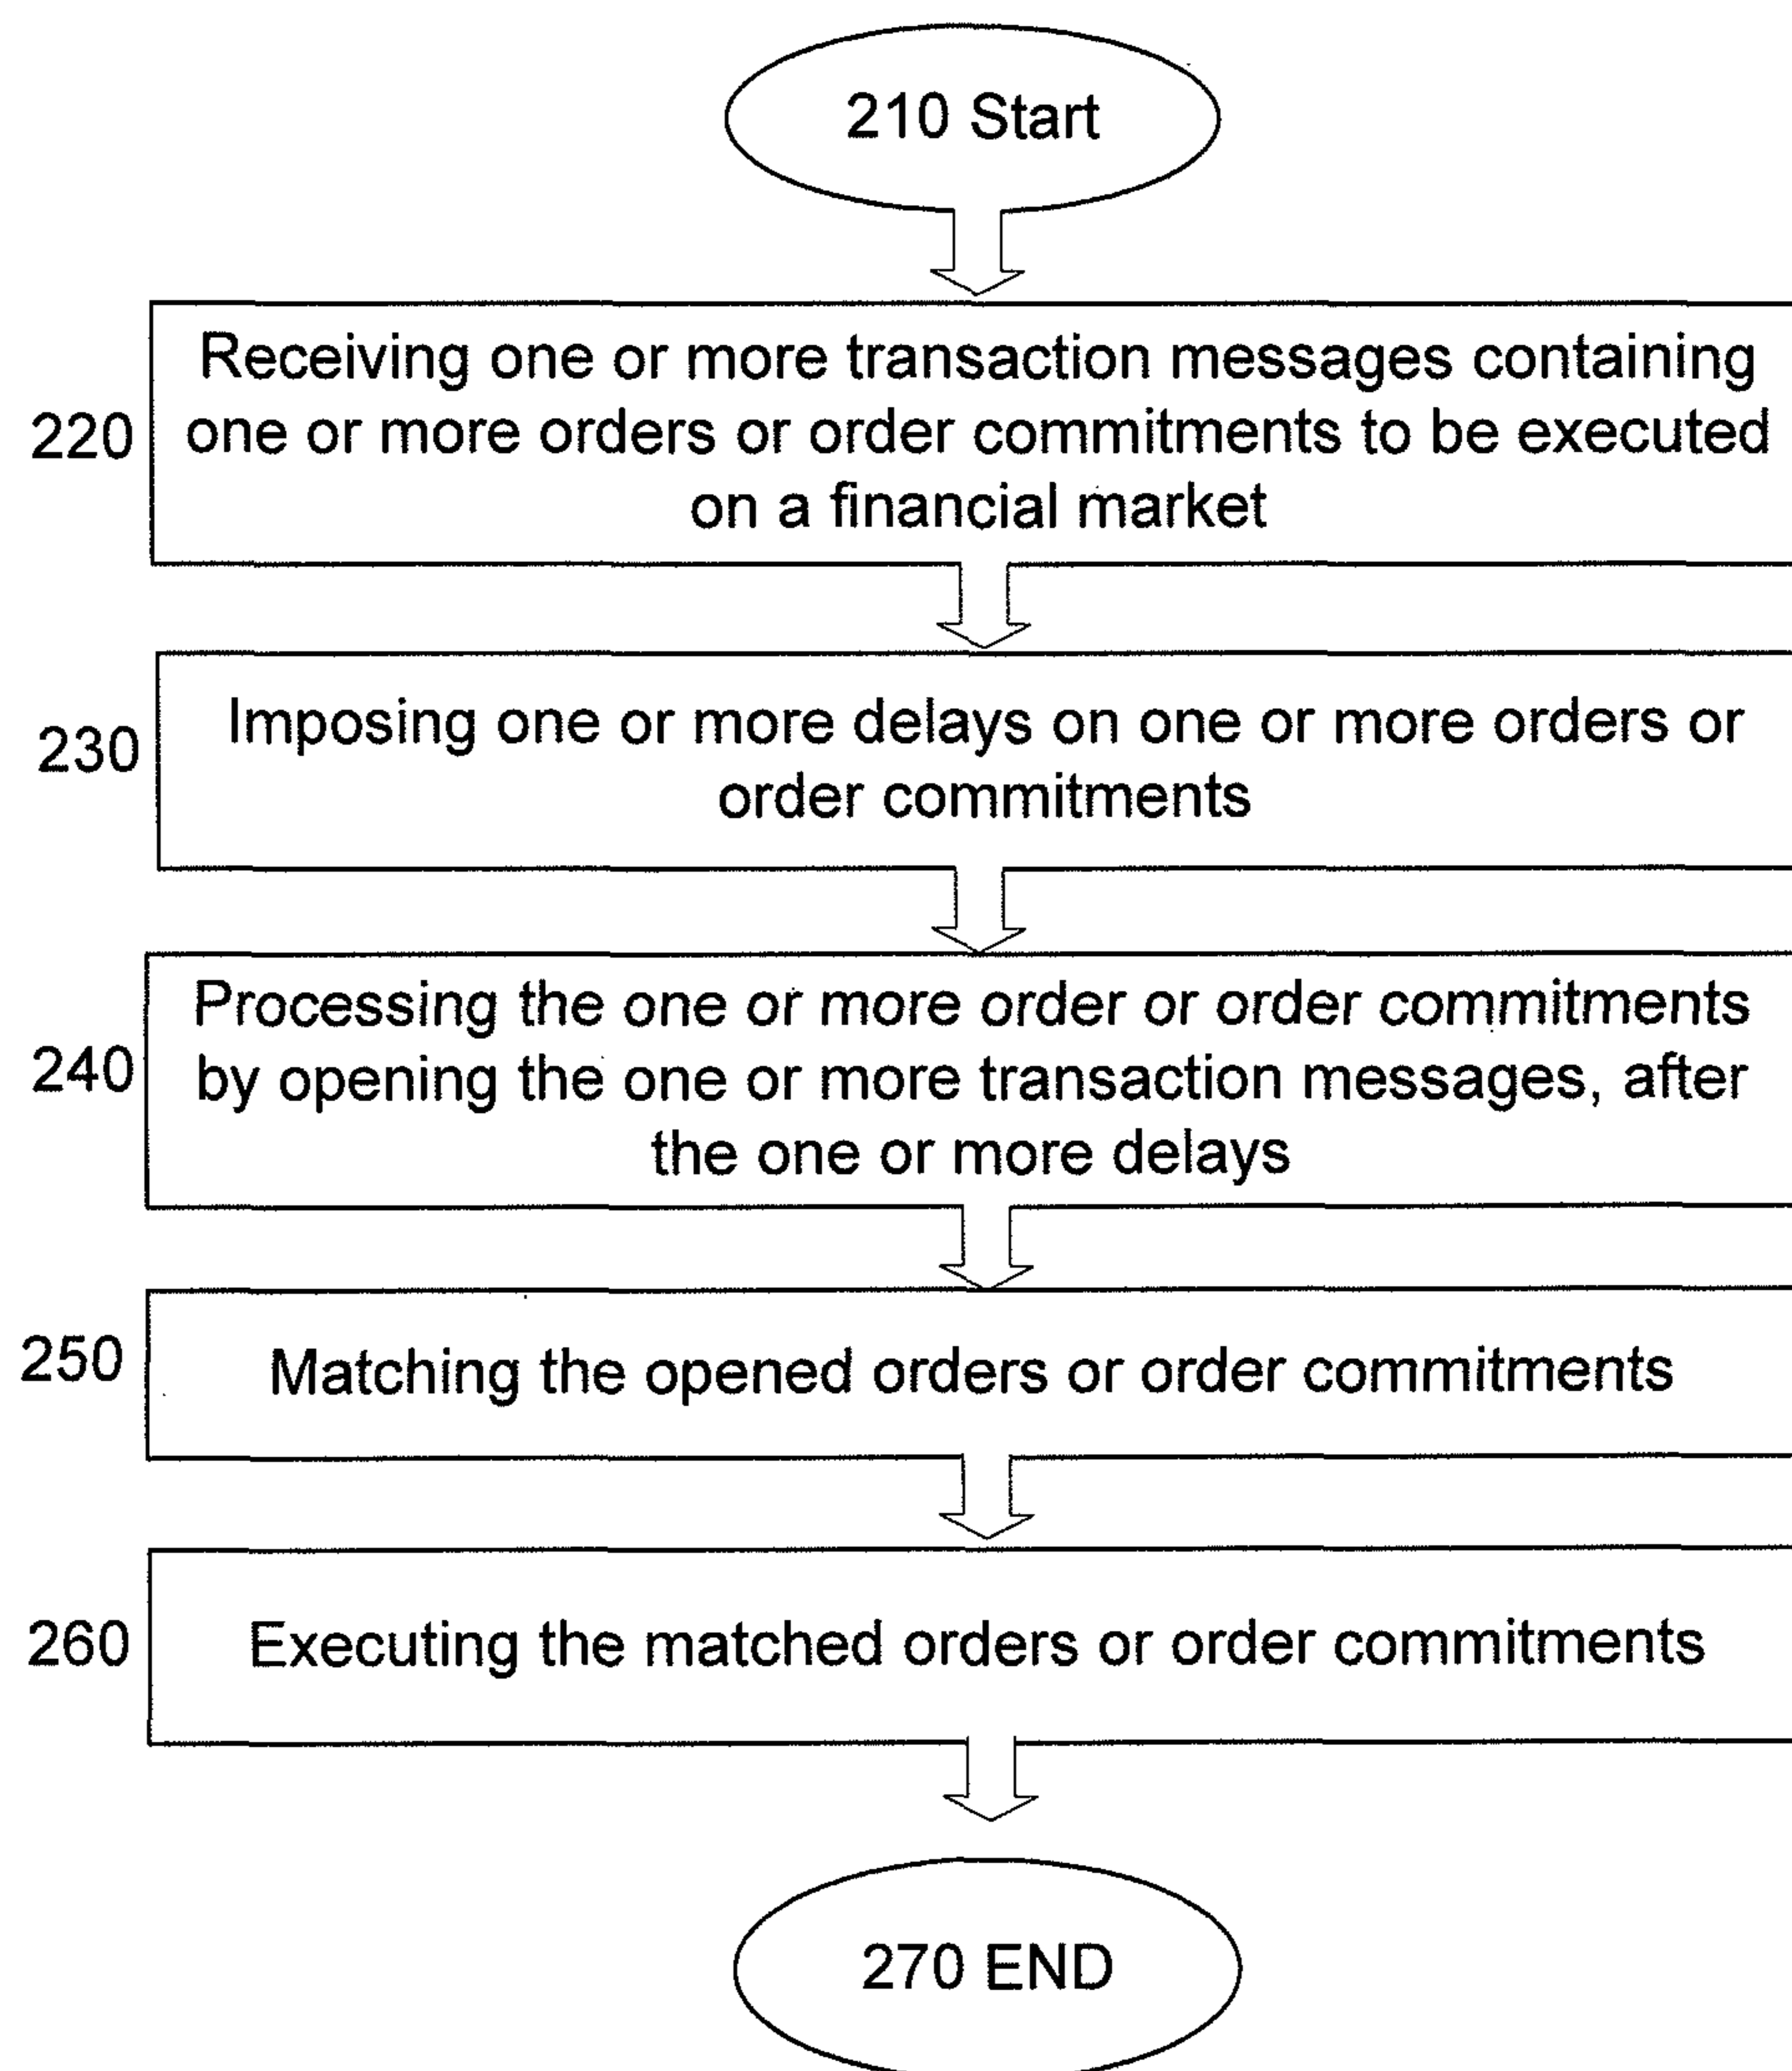 210 Start
Receiving one or more transaction messages containing
220
one or more orders or order commitments to be executed
on a financial market
Imposing one or more delays on one or more orders or
230
order commitments
Processing the one or more order or order commitments
240
by opening the one or more transaction messages, after
the one or more delays
250
Matching the opened orders or order commitments
260
Executing the matched orders or order commitments
270 END